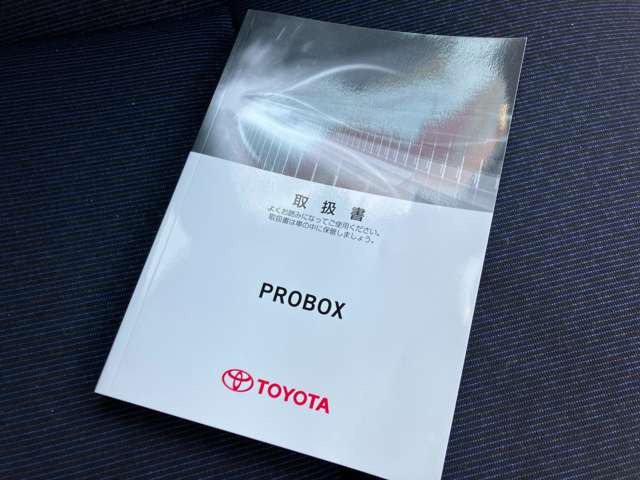 取扱書
よくお読みになってご使用ください。
取扱書は車の中に保管しましょう。
PROBOX
TOYOTA